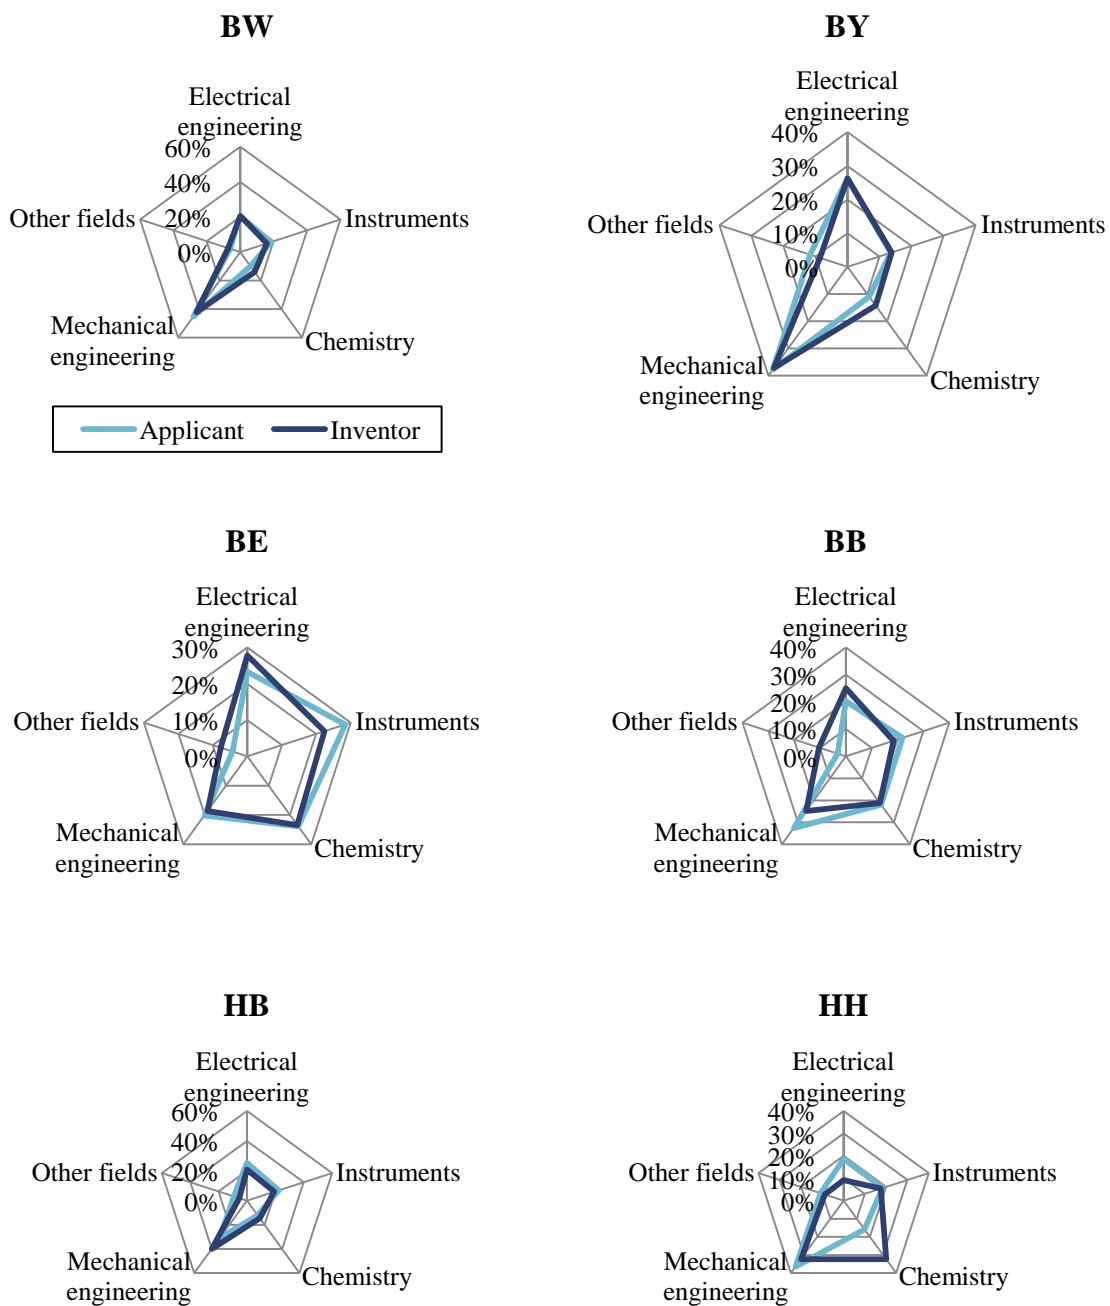 BW
Electrical
engineering
60%
40%
20%
0%
Other fields
Instruments
Mechanical
engineering
Chemistry
Applicant
Inventor
BY
Electrical
engineering
40%
30%
20%
10%
0%
Other fields
Instruments
Mechanical
engineering
Chemistry
BE
Electrical
engineering
30%
20%
10%
0%
Other fields
Instruments
Mechanical
engineering
Chemistry
BB
Electrical
engineering
40%
30%
20%
10%
0%
Other fields
Instruments
Mechanical
engineering
Chemistry
HB
Electrical
engineering
60%
40%
20%
0%
Other fields
Instruments
Mechanical
engineering
Chemistry
HH
Electrical
engineering
40%
30%
20%
10%
0%
Other fields
Instruments
Mechanical
engineering
Chemistry